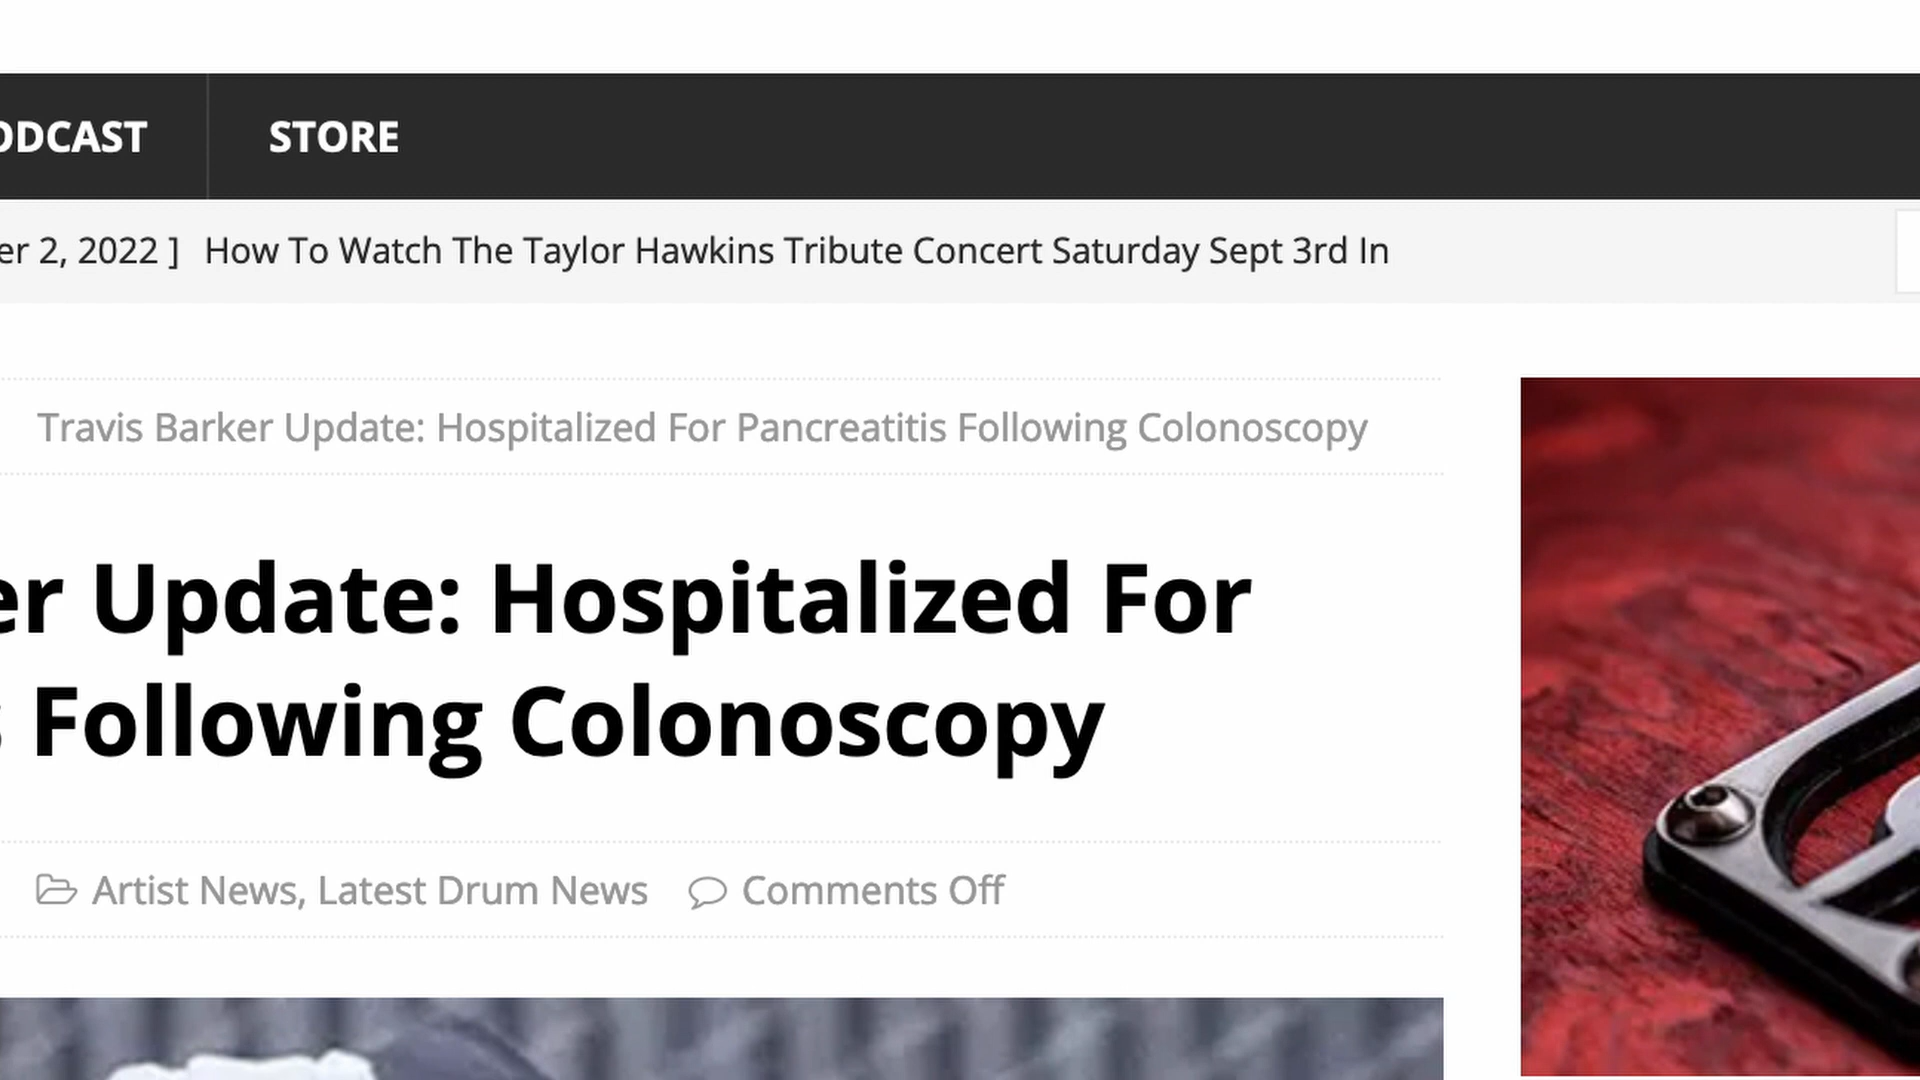 ODCAST STORE
er 2, 2022 ] How To Watch The Taylor Hawkins Tribute Concert Saturday Sept 3rd In
Travis Barker Update: Hospitalized For Pancreatitis Following Colonoscopy
er Update: Hospitalized For
s Following Colonoscopy
Artist News, Latest Drum News Comments Off